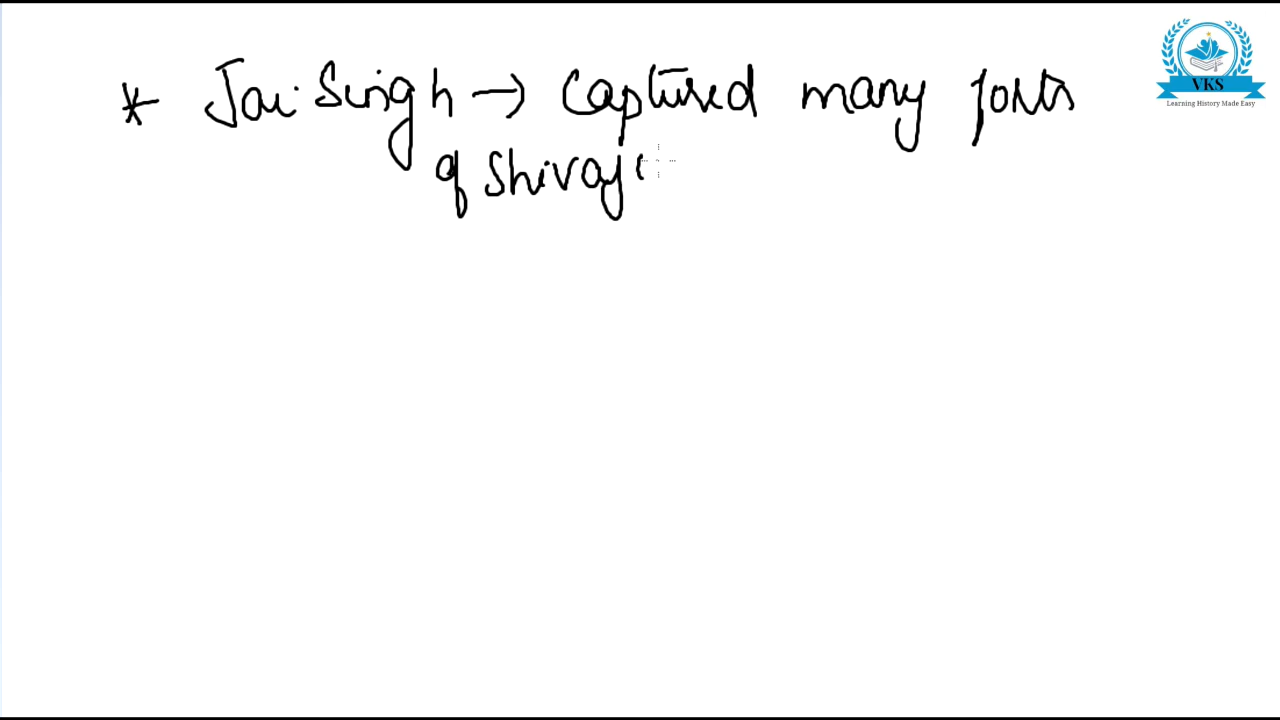 * Jai Singh → Captured many forts
of Shivaji
VKS
Learning History Made Easy